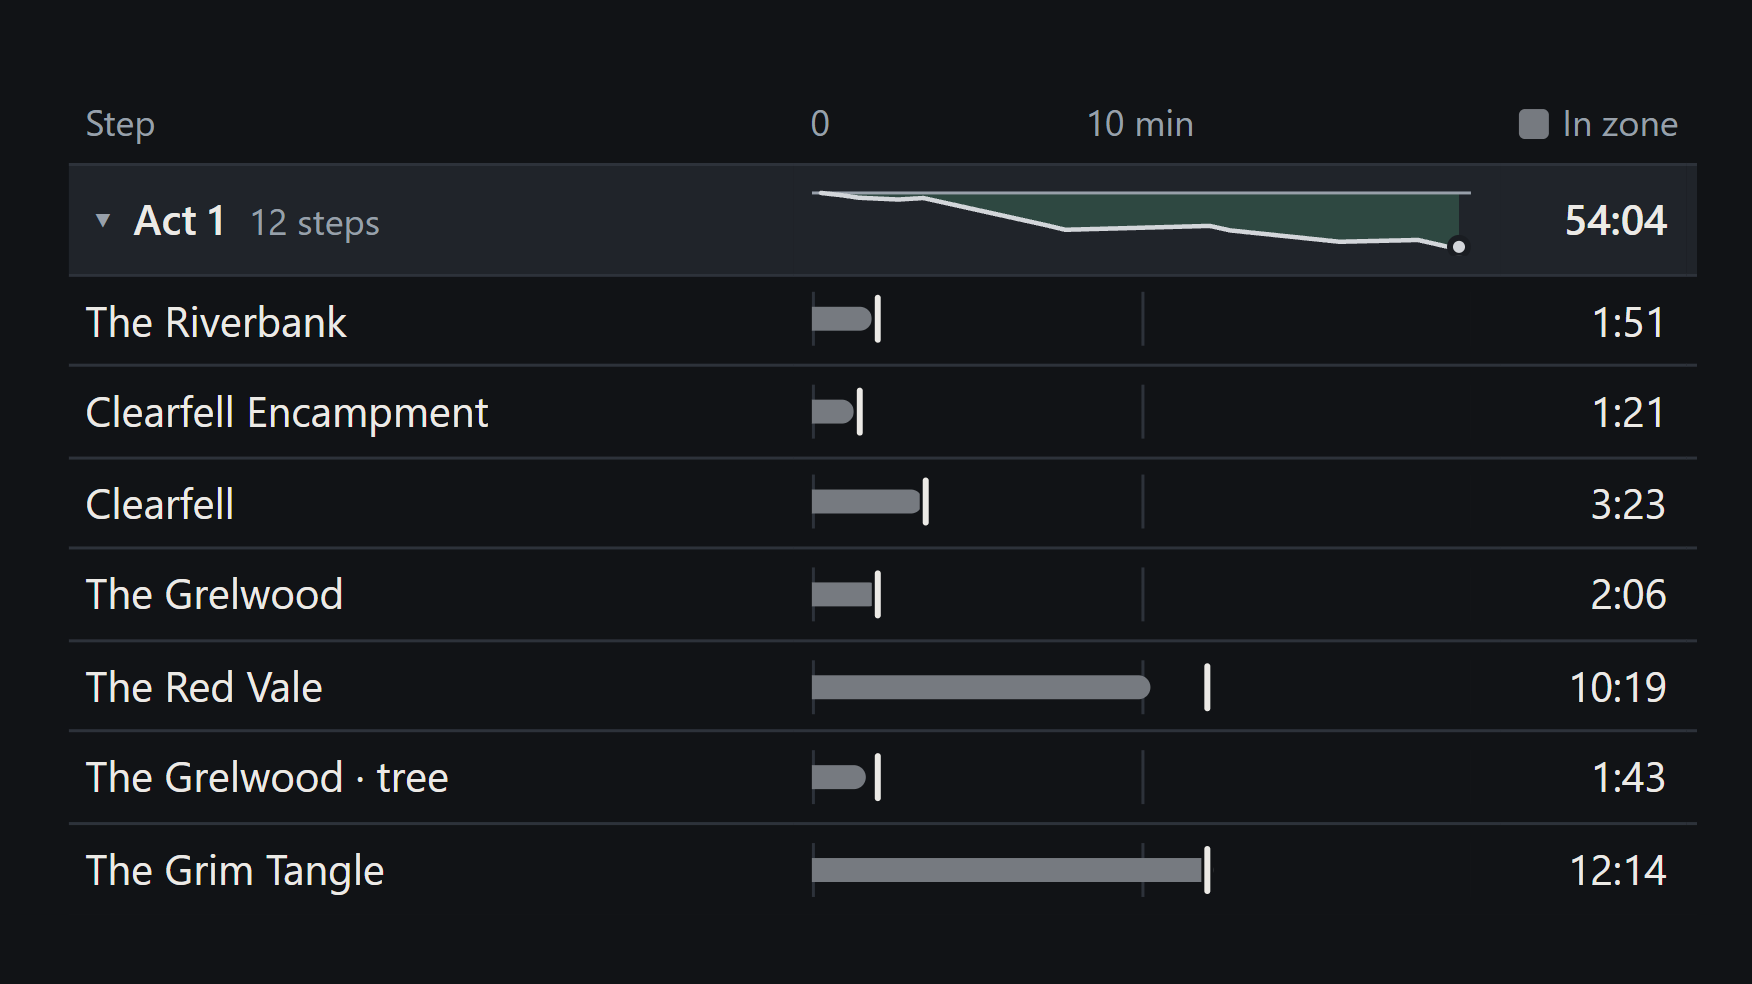 Step 0 10 min In zone
▼ Act 1 12 steps 54:04
The Riverbank 1:51
Clearfell Encampment 1:21
Clearfell 3:23
The Grelwood 2:06
The Red Vale 10:19
The Grelwood · tree 1:43
The Grim Tangle 12:14